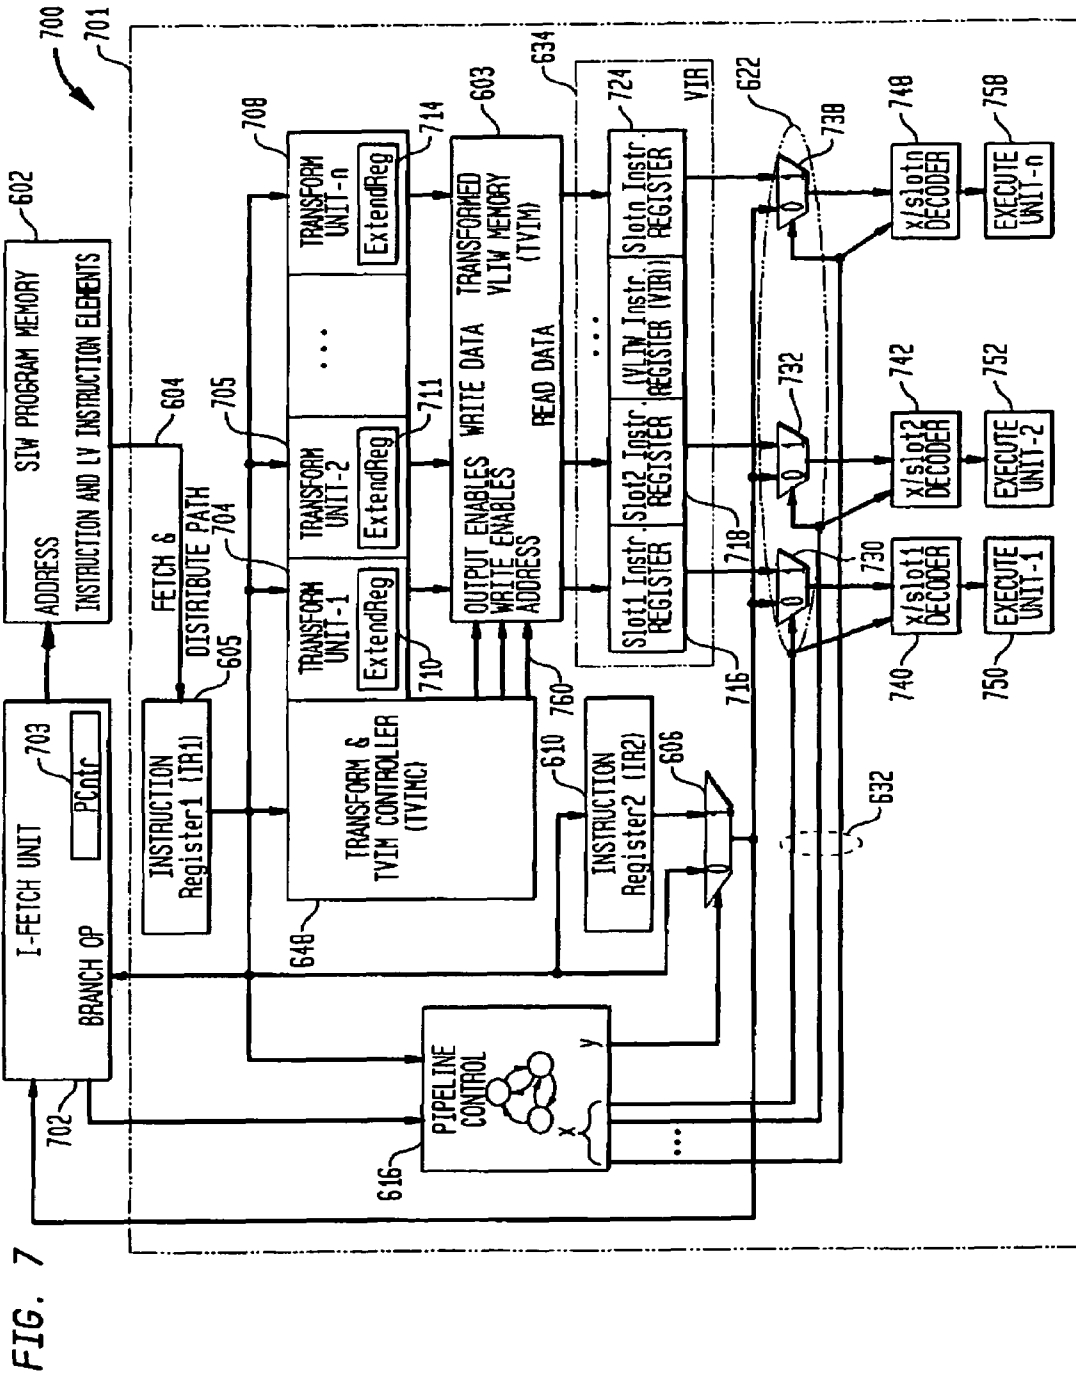 FIG. 7
700
701
602
SIW PROGRAM MEMORY
ADDRESS
INSTRUCTION AND LV INSTRUCTION ELEMENTS
604
FETCH &
DISTRIBUTE PATH
I-FETCH UNIT
703
PCntr
BRANCH OP
702
605
INSTRUCTION
Register1 (IR1)
708
TRANSFORM
UNIT-n
ExtendReg
714
...
705
TRANSFORM
UNIT-2
ExtendReg
711
704
TRANSFORM
UNIT-1
ExtendReg
710
TRANSFORM &
TVIM CONTROLLER
(TVIMC)
648
603
TRANSFORMED
VLIW MEMORY
(TVIM)
WRITE DATA
READ DATA
OUTPUT ENABLES
WRITE ENABLES
ADDRESS
760
634
724
VIR
Slotn Instr.
REGISTER
...
(VLIW Instr.
REGISTER (VIR))
Slot2 Instr.
REGISTER
718
Slot1 Instr.
REGISTER
716
610
INSTRUCTION
Register2 (IR2)
606
0
1
632
PIPELINE
CONTROL
616
X
y
...
622
738
0
1
732
0
1
730
0
1
748
X/slotn
DECODER
742
X/slot2
DECODER
740
X/slot1
DECODER
758
EXECUTE
UNIT-n
752
EXECUTE
UNIT-2
750
EXECUTE
UNIT-1